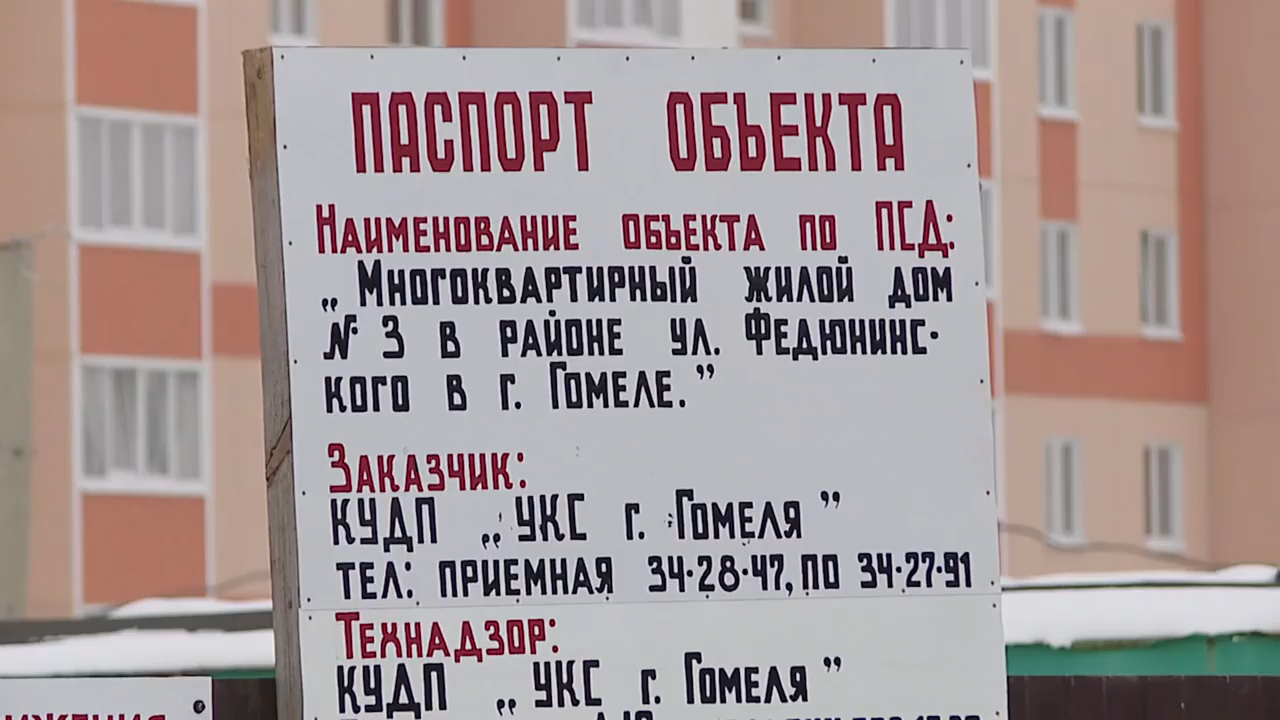 ПАСПОРТ ОБЪЕКТА
НАИМЕНОВАНИЕ ОБЪЕКТА ПО ПСД:
„МНОГОКВАРТИРНЫЙ ЖИЛОЙ ДОМ
№ 3 В РАЙОНЕ УЛ. ФЕДЮНИНС-
КОГО В Г. ГОМЕЛЕ.”
ЗАКАЗЧИК:
КУДП „УКС Г. ГОМЕЛЯ”
ТЕЛ: ПРИЕМНАЯ 34-28-47, ПО 34-27-91
ТЕХНАДЗОР:
КУДП „УКС Г. ГОМЕЛЯ”